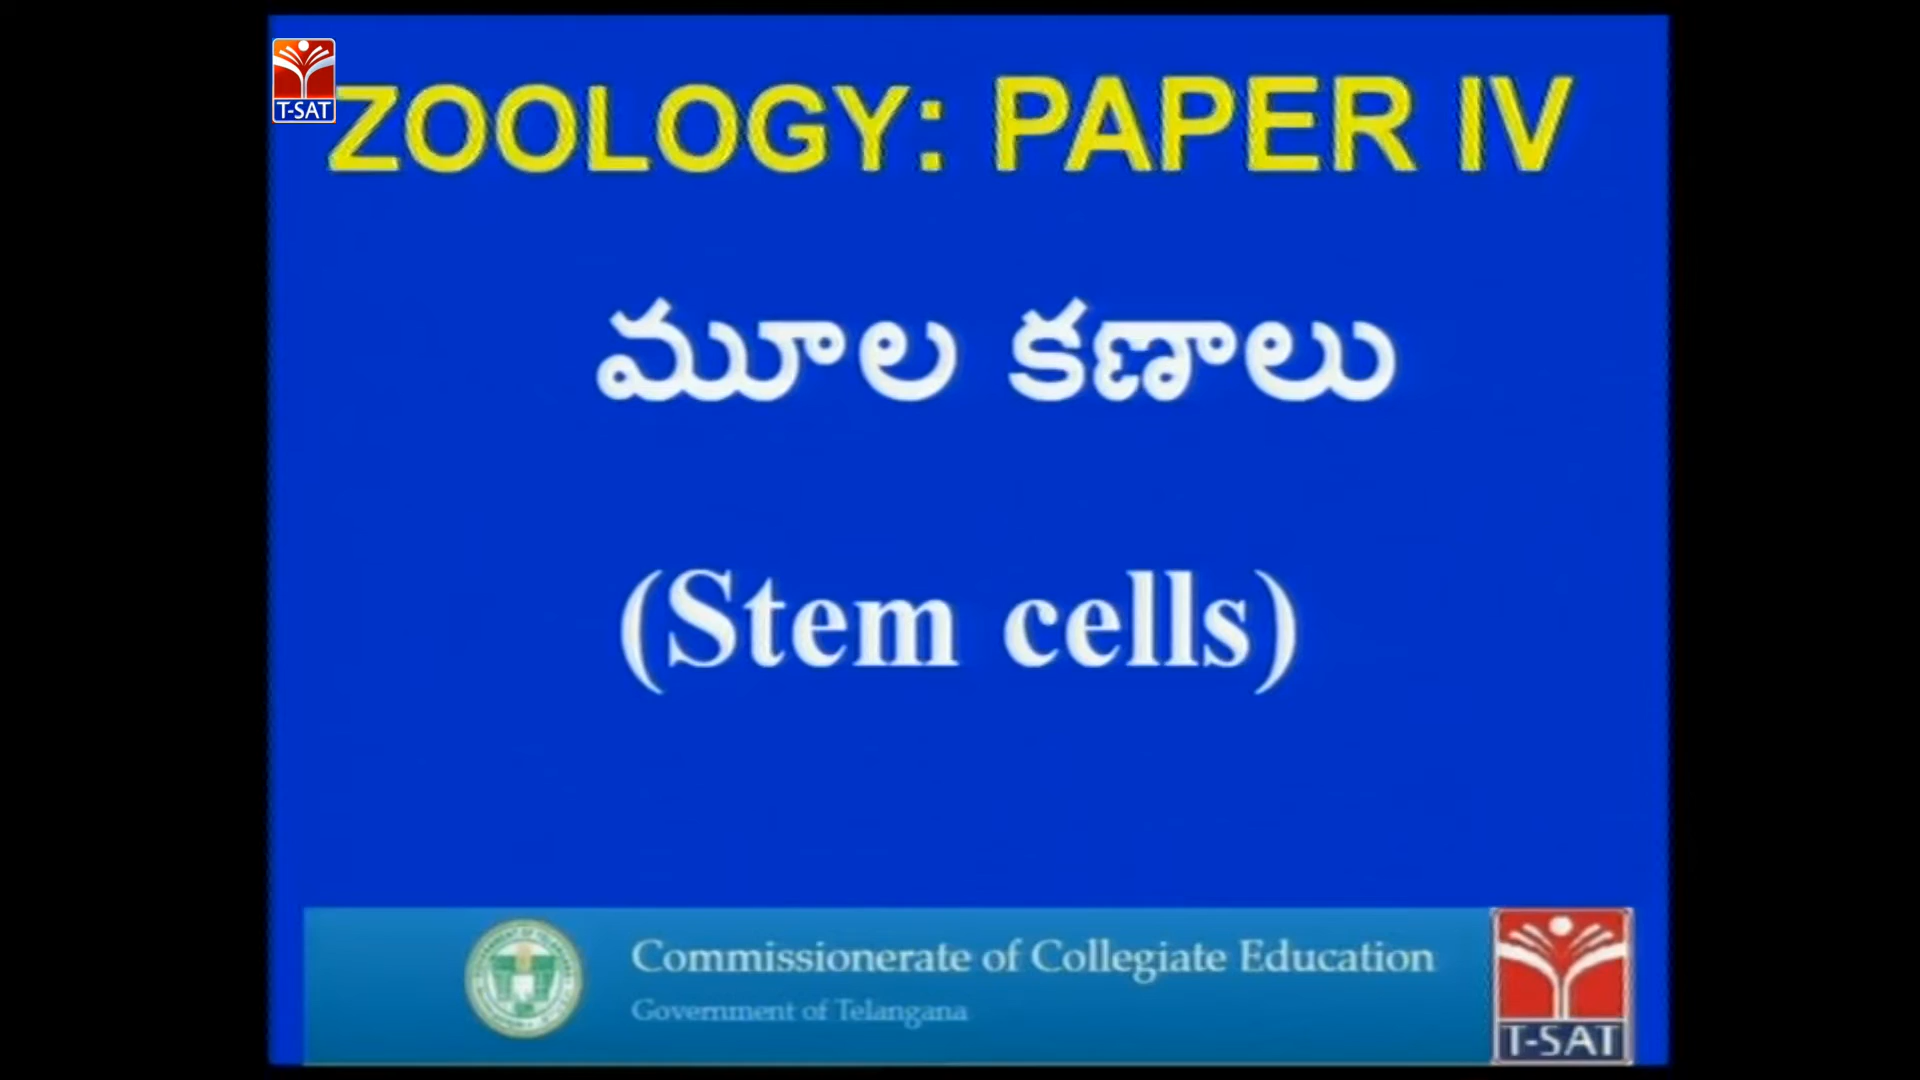 T-SAT
ZOOLOGY: PAPER IV
మూల కణాలు
(Stem cells)
Commissionerate of Collegiate Education
Government of Telangana
T-SAT